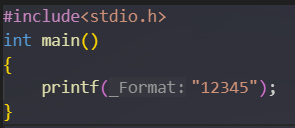 #include<stdio.h>
int main()
{
    printf(_Format: "12345");
}